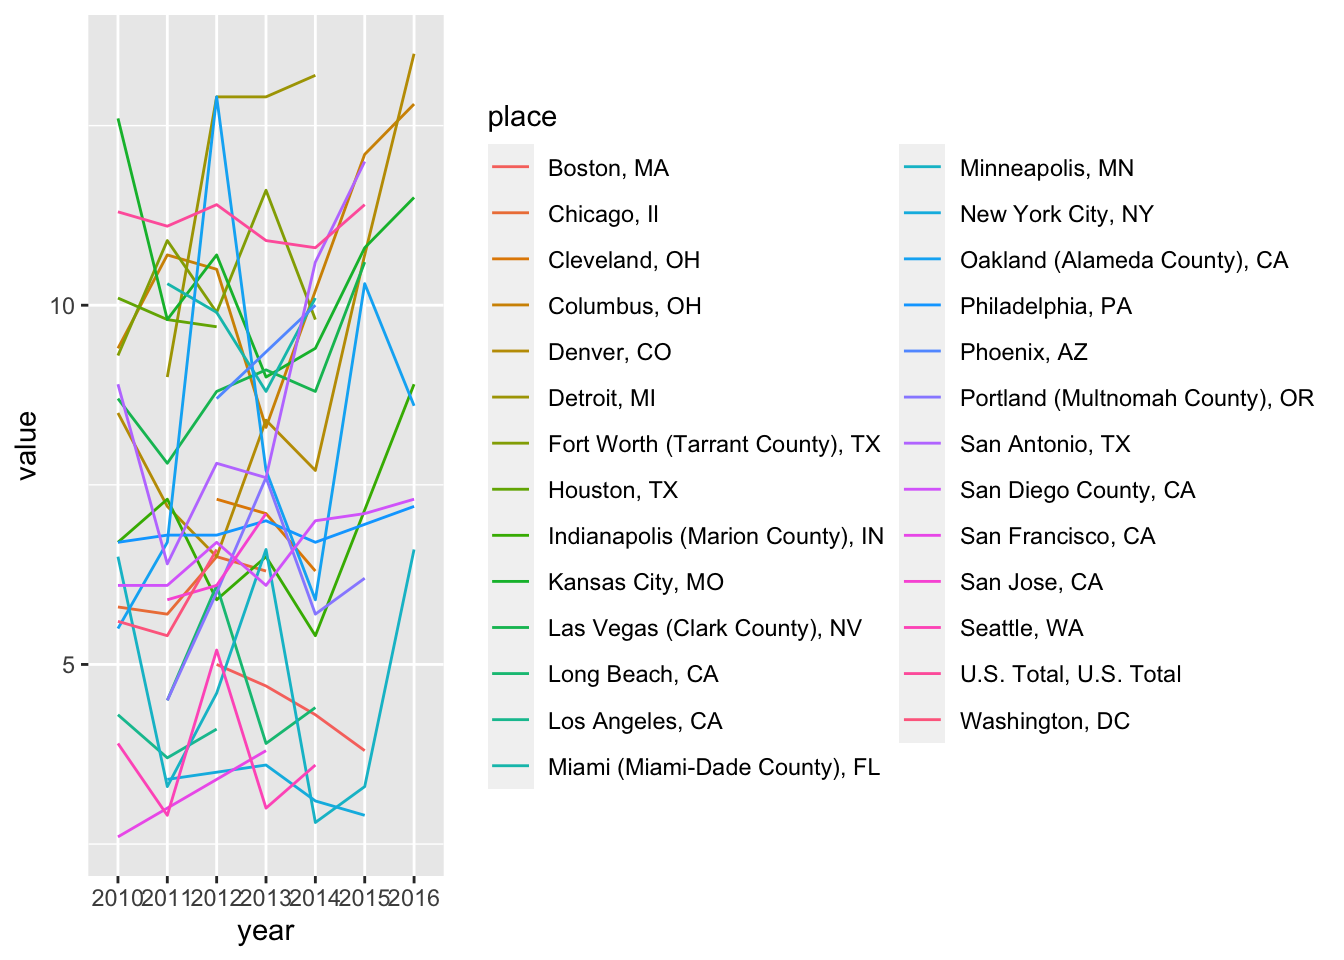 value
10
5
2010 2011 2012 2013 2014 2015 2016
year
place
Boston, MA
Chicago, Il
Cleveland, OH
Columbus, OH
Denver, CO
Detroit, MI
Fort Worth (Tarrant County), TX
Houston, TX
Indianapolis (Marion County), IN
Kansas City, MO
Las Vegas (Clark County), NV
Long Beach, CA
Los Angeles, CA
Miami (Miami-Dade County), FL
Minneapolis, MN
New York City, NY
Oakland (Alameda County), CA
Philadelphia, PA
Phoenix, AZ
Portland (Multnomah County), OR
San Antonio, TX
San Diego County, CA
San Francisco, CA
San Jose, CA
Seattle, WA
U.S. Total, U.S. Total
Washington, DC